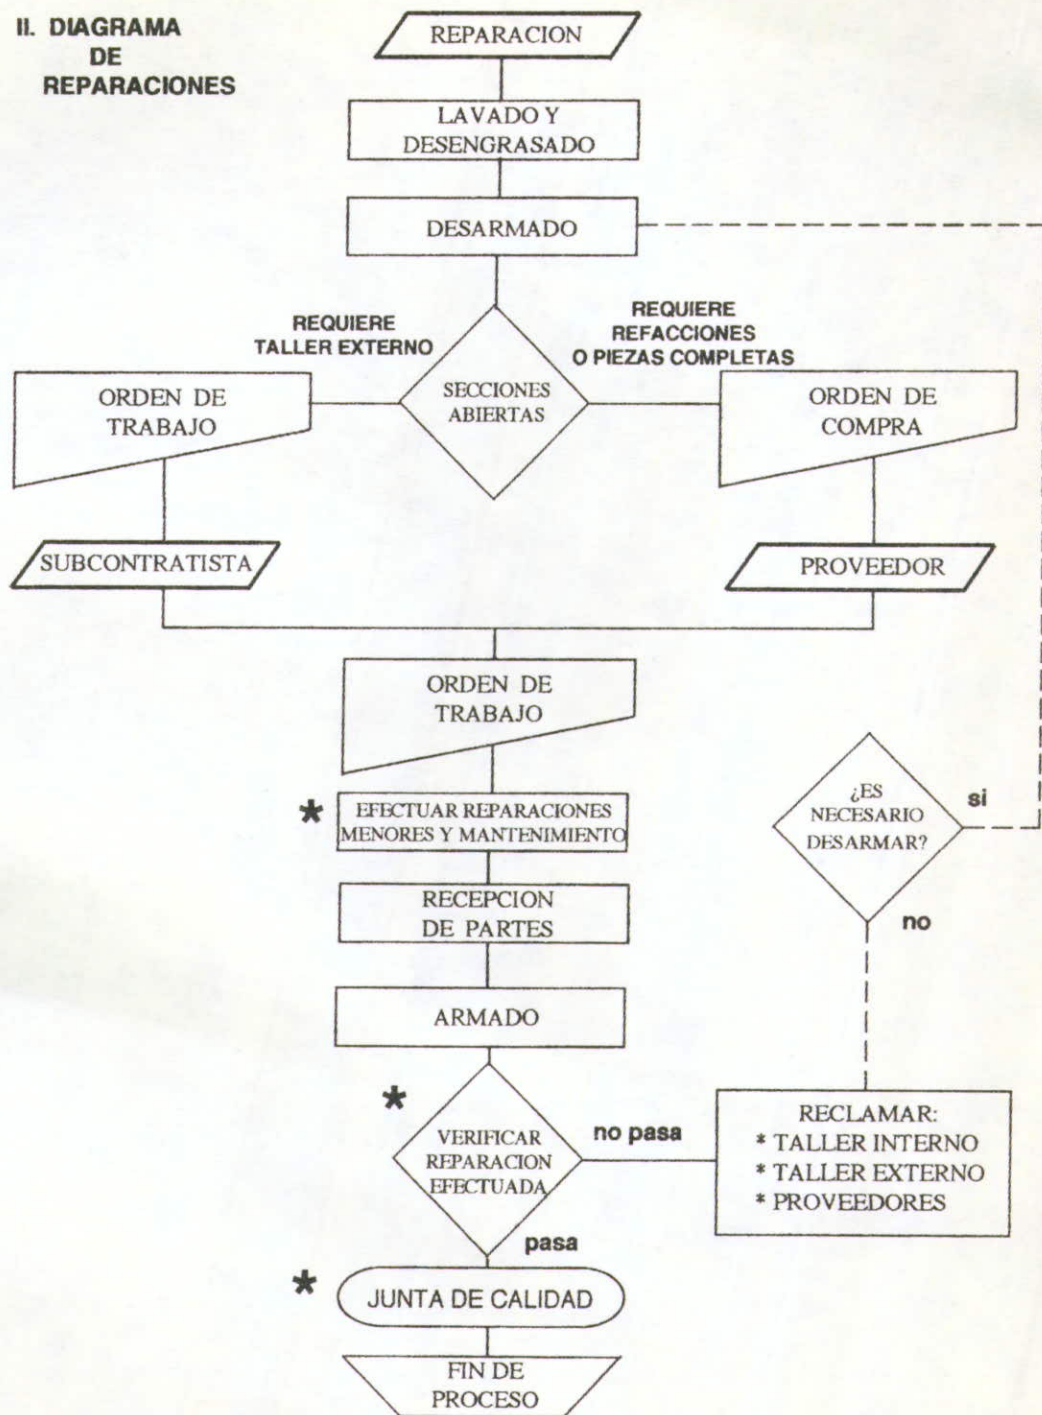 II. DIAGRAMA
DE
REPARACIONES
REPARACION
LAVADO Y
DESENGRASADO
DESARMADO
REQUIERE
TALLER EXTERNO
REQUIERE
REFACCIONES
O PIEZAS COMPLETAS
SECCIONES
ABIERTAS
ORDEN DE
TRABAJO
ORDEN DE
COMPRA
SUBCONTRATISTA
PROVEEDOR
ORDEN DE
TRABAJO
* EFECTUAR REPARACIONES
MENORES Y MANTENIMIENTO
¿ES
NECESARIO
DESARMAR?
si
no
RECEPCION
DE PARTES
ARMADO
*
VERIFICAR
REPARACION
EFECTUADA
no pasa
RECLAMAR:
* TALLER INTERNO
* TALLER EXTERNO
* PROVEEDORES
pasa
* JUNTA DE CALIDAD
FIN DE
PROCESO